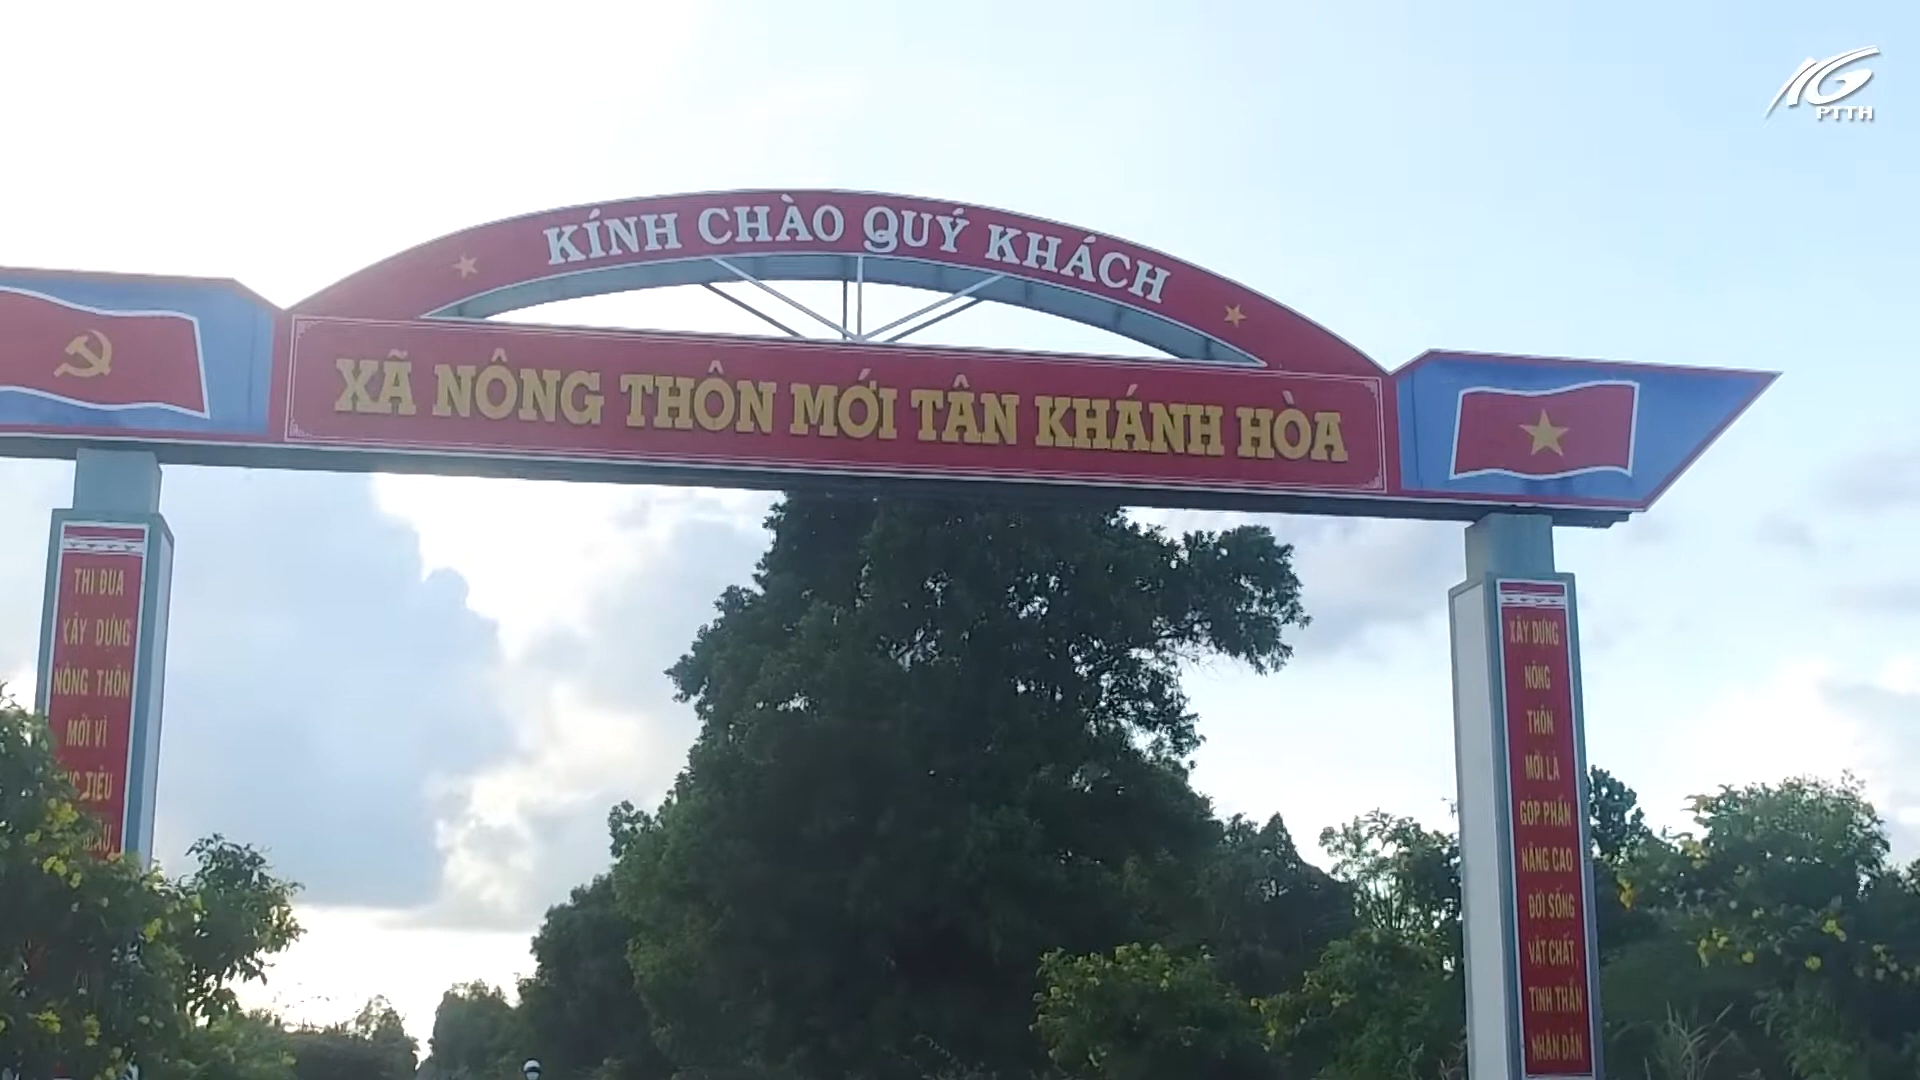 KÍNH CHÀO QUÝ KHÁCH
XÃ NÔNG THÔN MỚI TÂN KHÁNH HÒA
THI ĐUA
XÂY DỰNG
NÔNG THÔN
MỚI VÌ
TIÊU
XÂY DỰNG
NÔNG
THÔN
MỚI LÀ
GÓP PHẦN
NÂNG CAO
ĐỜI SỐNG
VẬT CHẤT,
TINH THẦN
NHÂN DÂN
PTTH